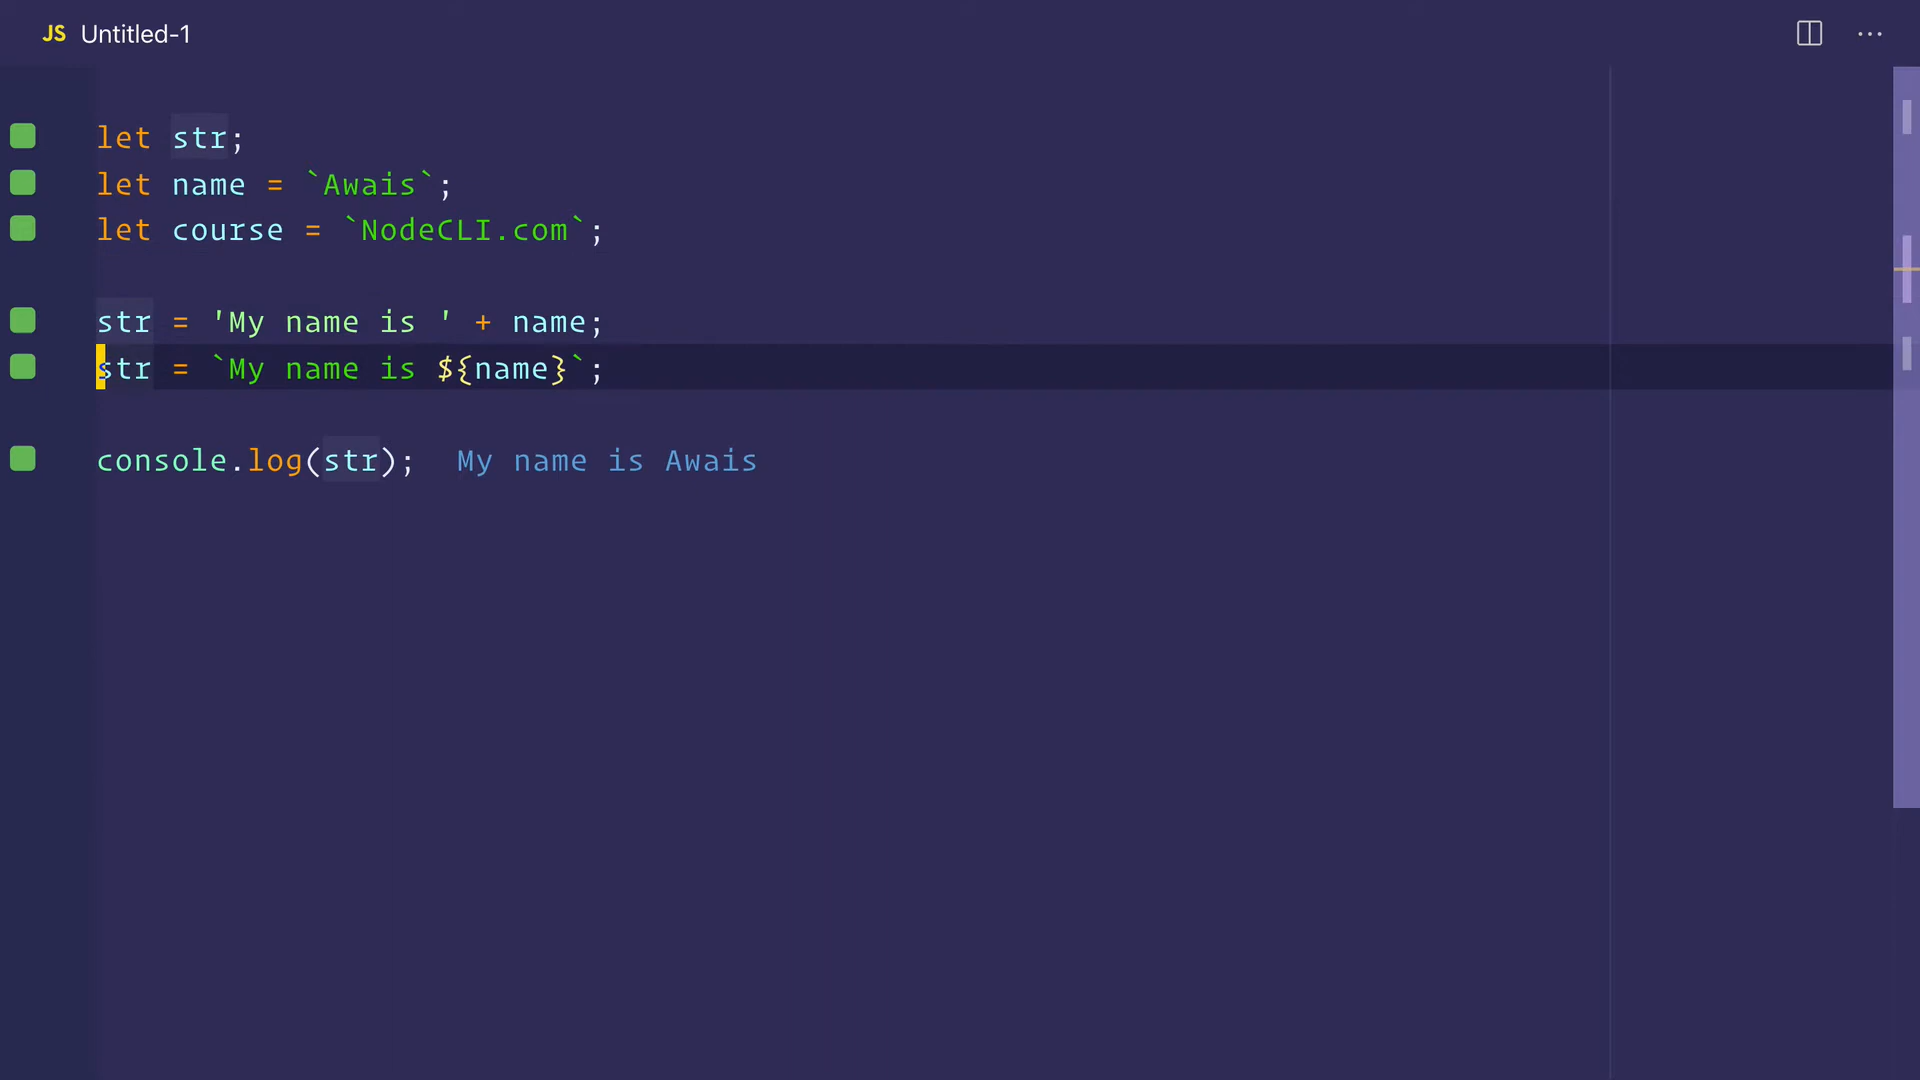 JS Untitled-1
let str;
let name = `Awais`;
let course = `NodeCLI.com`;
str = 'My name is ' + name;
str = `My name is ${name}`;
console.log(str); My name is Awais